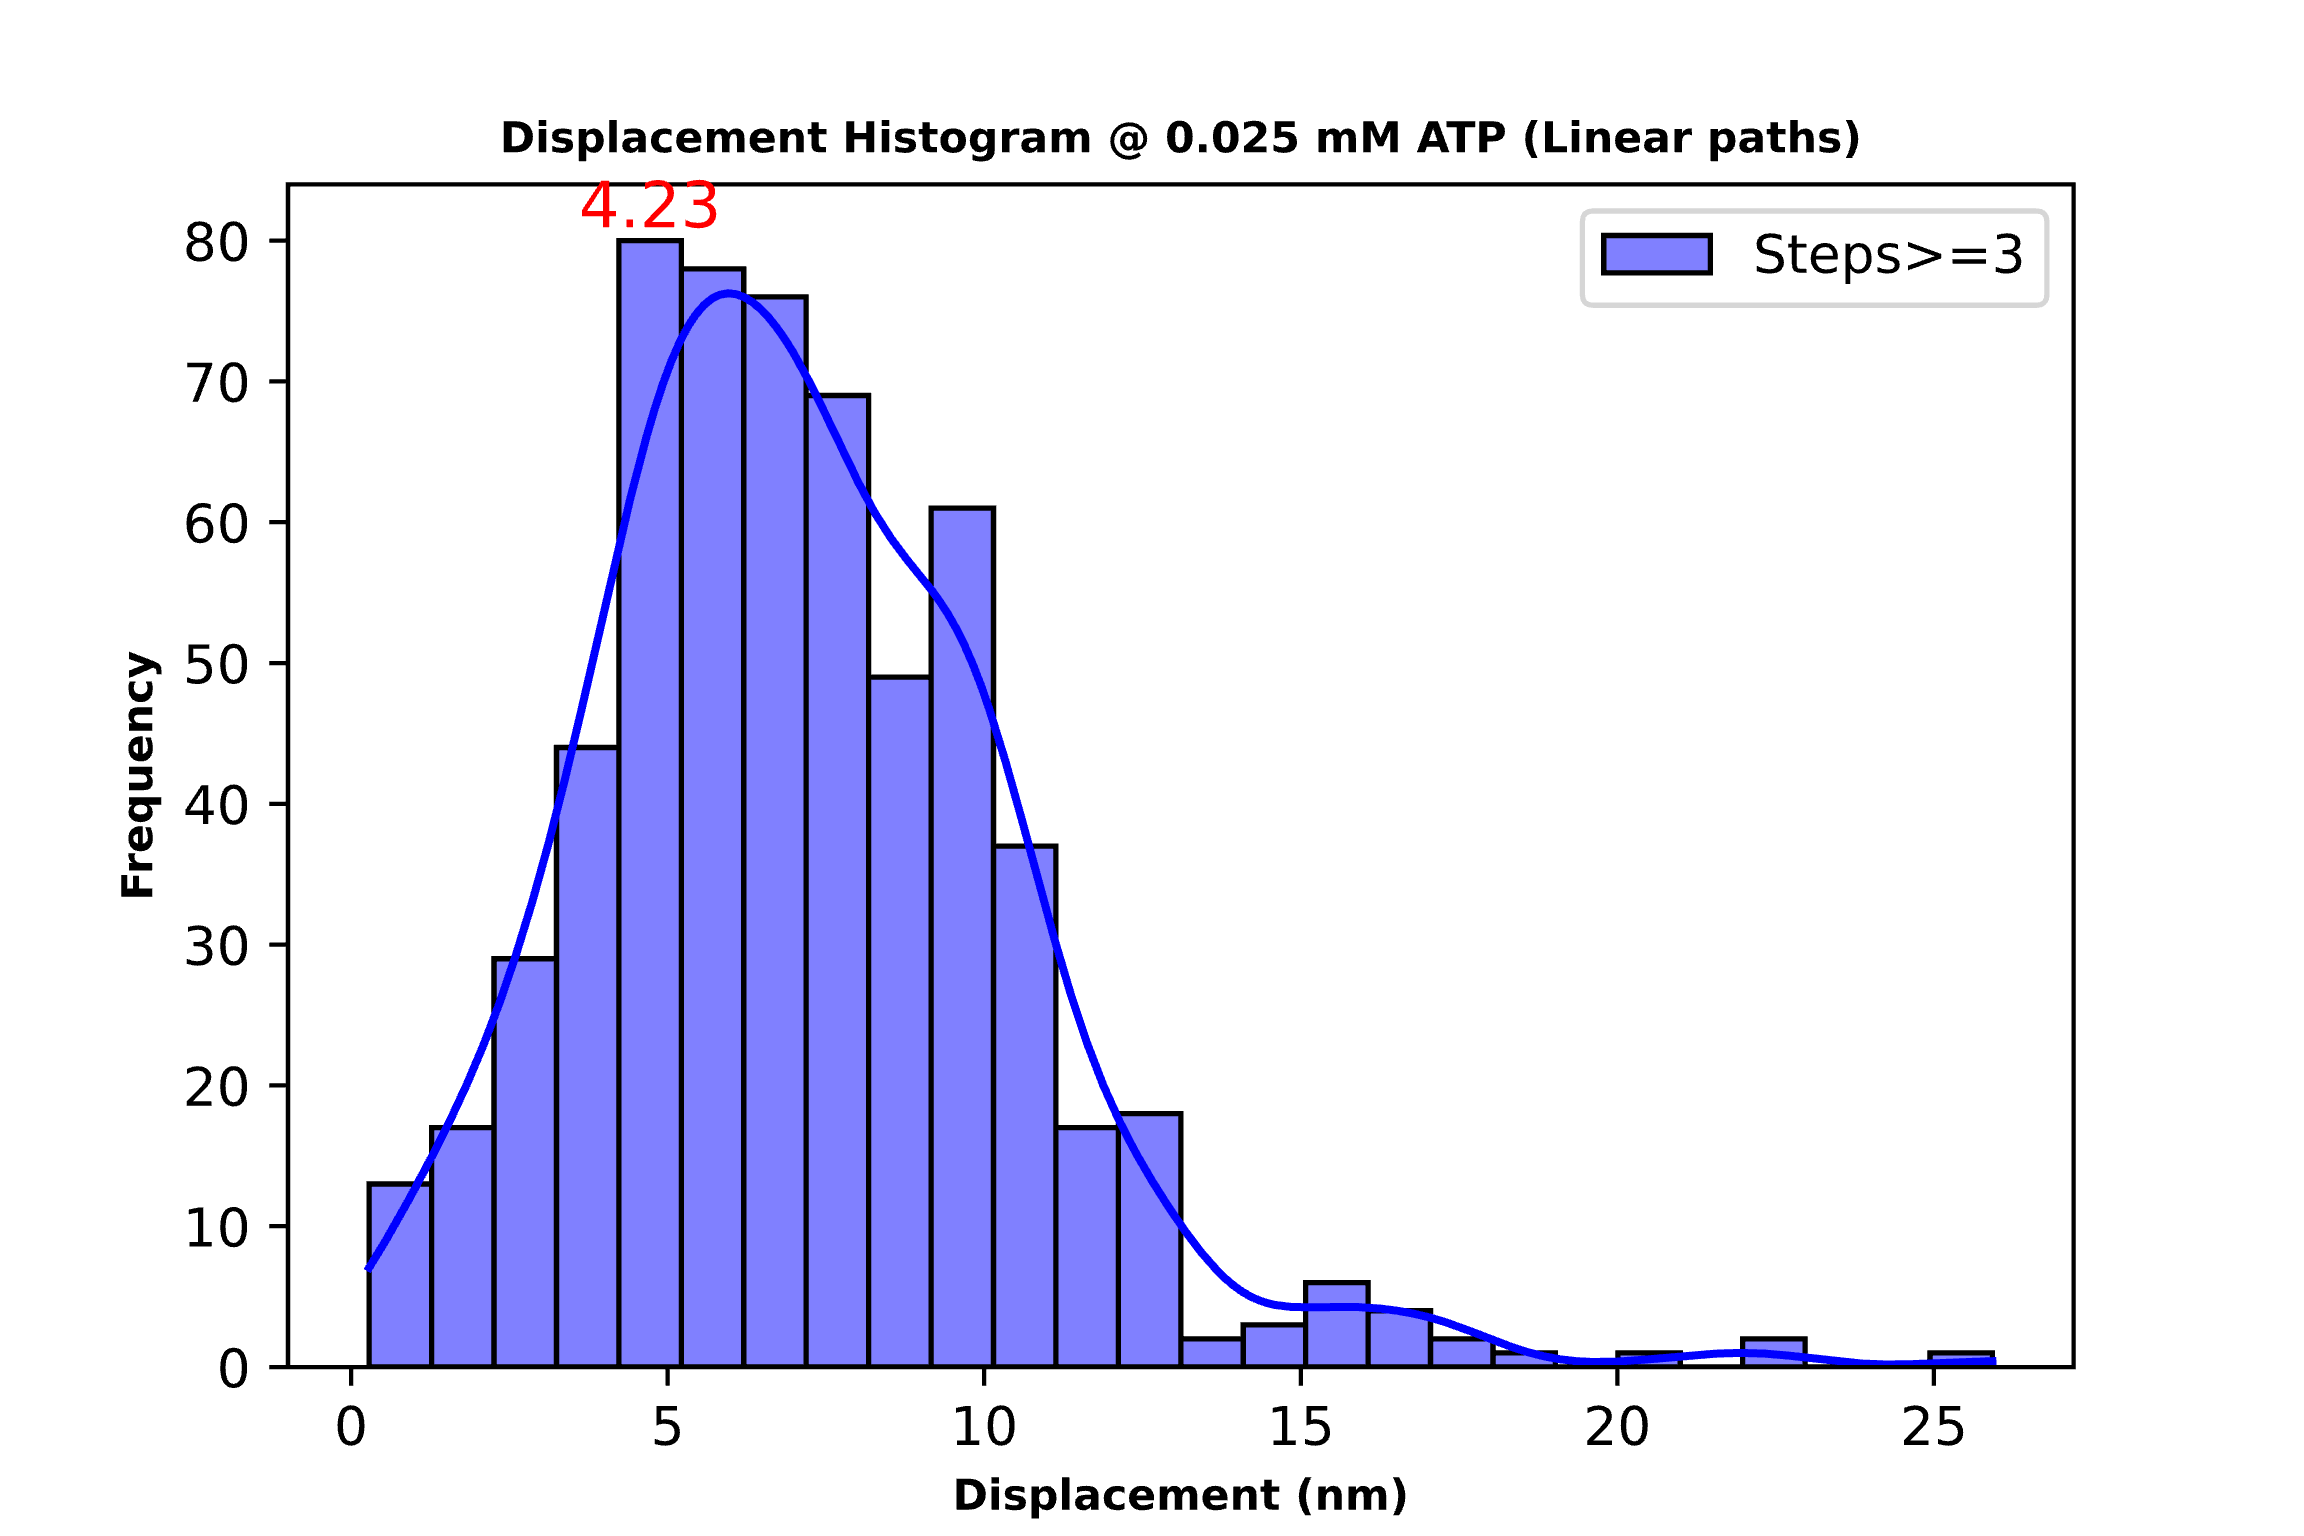 Displacement Histogram @ 0.025 mM ATP (Linear paths)
4.23
Steps>=3
80
70
60
50
40
30
20
10
0
Frequency
0 5 10 15 20 25
Displacement (nm)